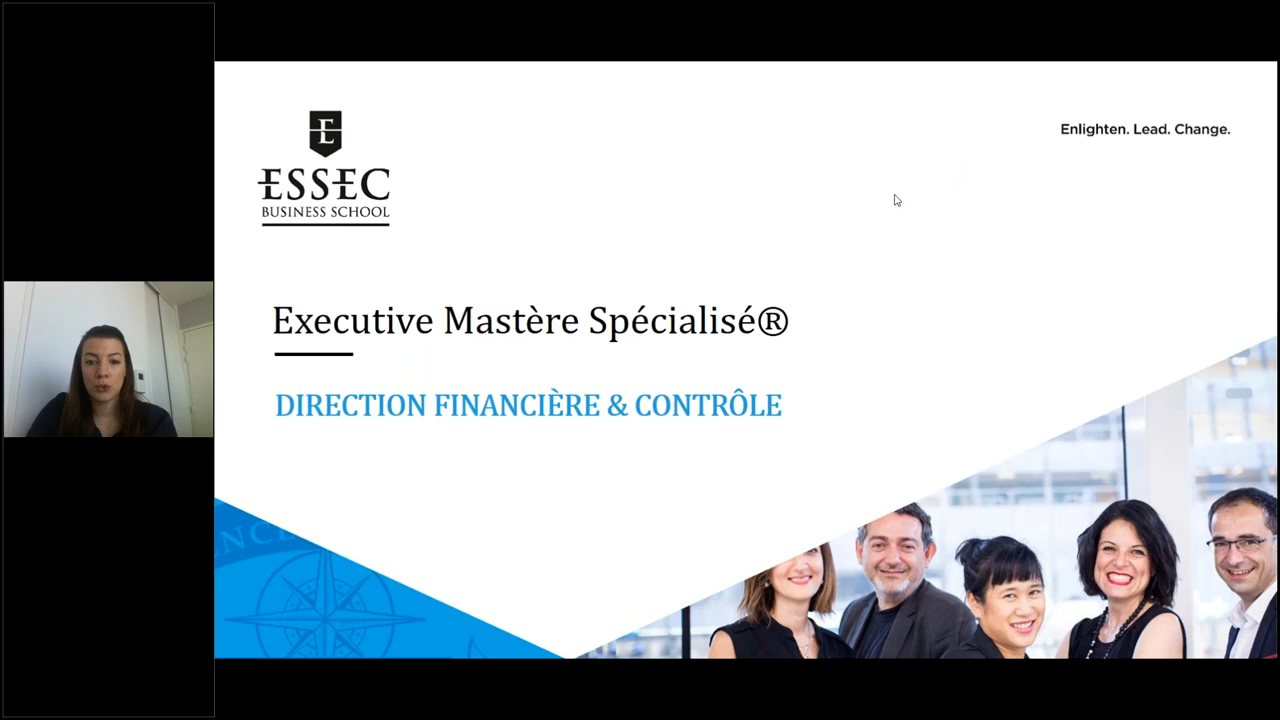 E
ESSEC
BUSINESS SCHOOL
Enlighten. Lead. Change.
Executive Mastère Spécialisé®
DIRECTION FINANCIÈRE & CONTRÔLE